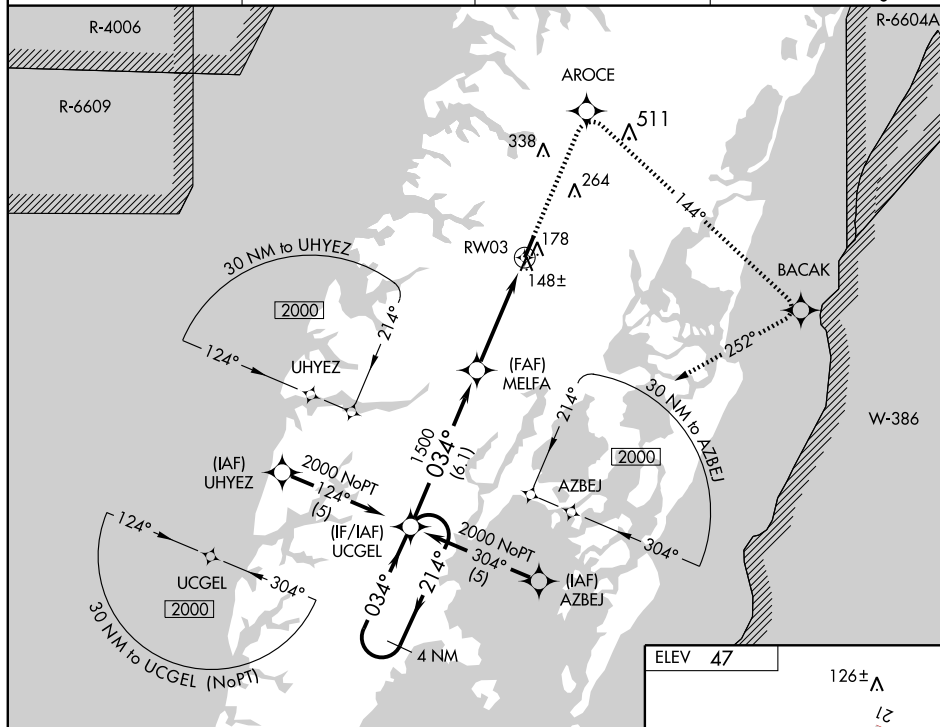 R-4006
R-6604A
R-6609
AROCE
511
338
264
144°
RW03
178
148±
BACAK
30 NM to UHYEZ
2000
214°
124°
UHYEZ
252°
(FAF)
MELFA
30 NM to AZBEJ
214°
2000
W-386
AZBEJ
304°
1500
034°
(6.1)
(IAF)
UHYEZ
2000 NoPT
124°
(5)
(IF/IAF)
UCGEL
2000 NoPT
304°
(5)
(IAF)
AZBEJ
124°
UCGEL
304°
2000
30 NM to UCGEL (NoPT)
034°
214°
4 NM
ELEV 47
126±
21